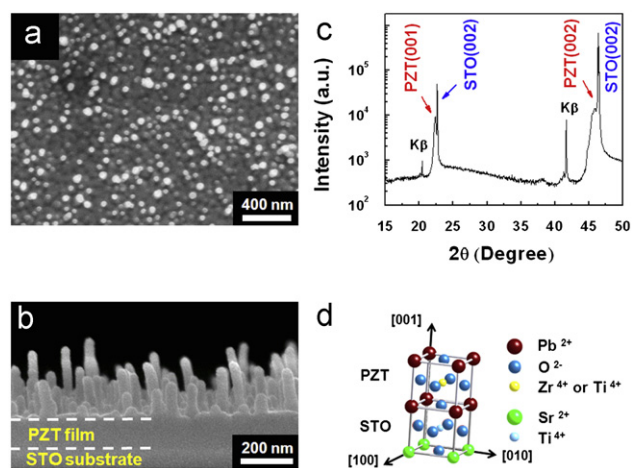 a
400 nm
b
PZT film
STO substrate
200 nm
c
Intensity (a.u.)
10^5
10^4
10^3
10^2
Kβ
PZT(001)
STO(002)
Kβ
PZT(002)
STO(002)
15 20 25 30 35 40 45 50
2θ (Degree)
d
[001]
PZT
STO
[100]
[010]
Pb 2+
O 2-
Zr 4+ or Ti 4+
Sr 2+
Ti 4+